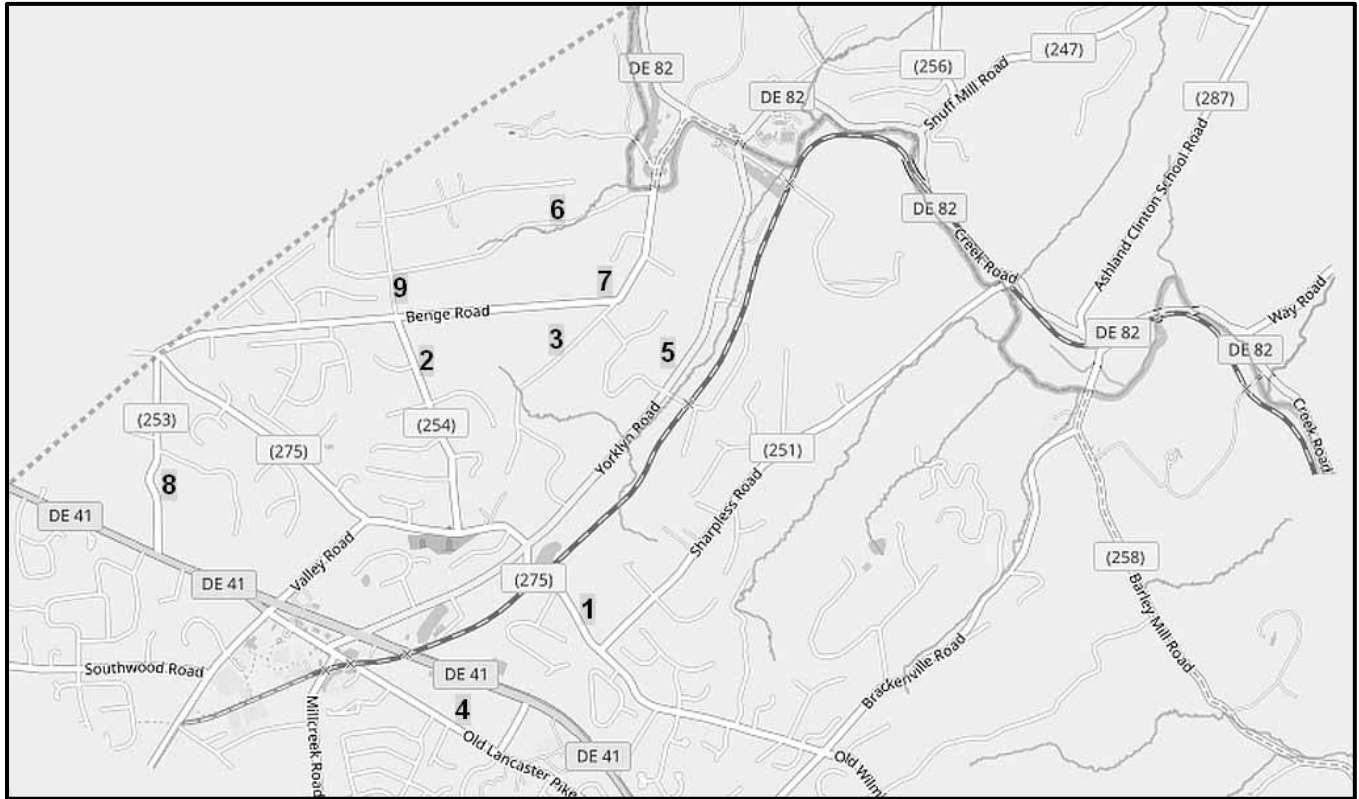 DE 82
(256)
(247)
Snuff Mill Road
DE 82
(287)
Ashland Clinton School Road
6
DE 82
Creek Road
9
7
Benge Road
3
2
5
DE 82
Way Road
DE 82
Creek Road
(253)
(275)
(254)
Yorklyn Road
(251)
Sharpless Road
8
DE 41
Valley Road
DE 41
(275)
1
(258)
Barley Mill Road
Southwood Road
Brackenville Road
DE 41
4
Millcreek Road
Old Lancaster Pike
DE 41
Old Wilmi